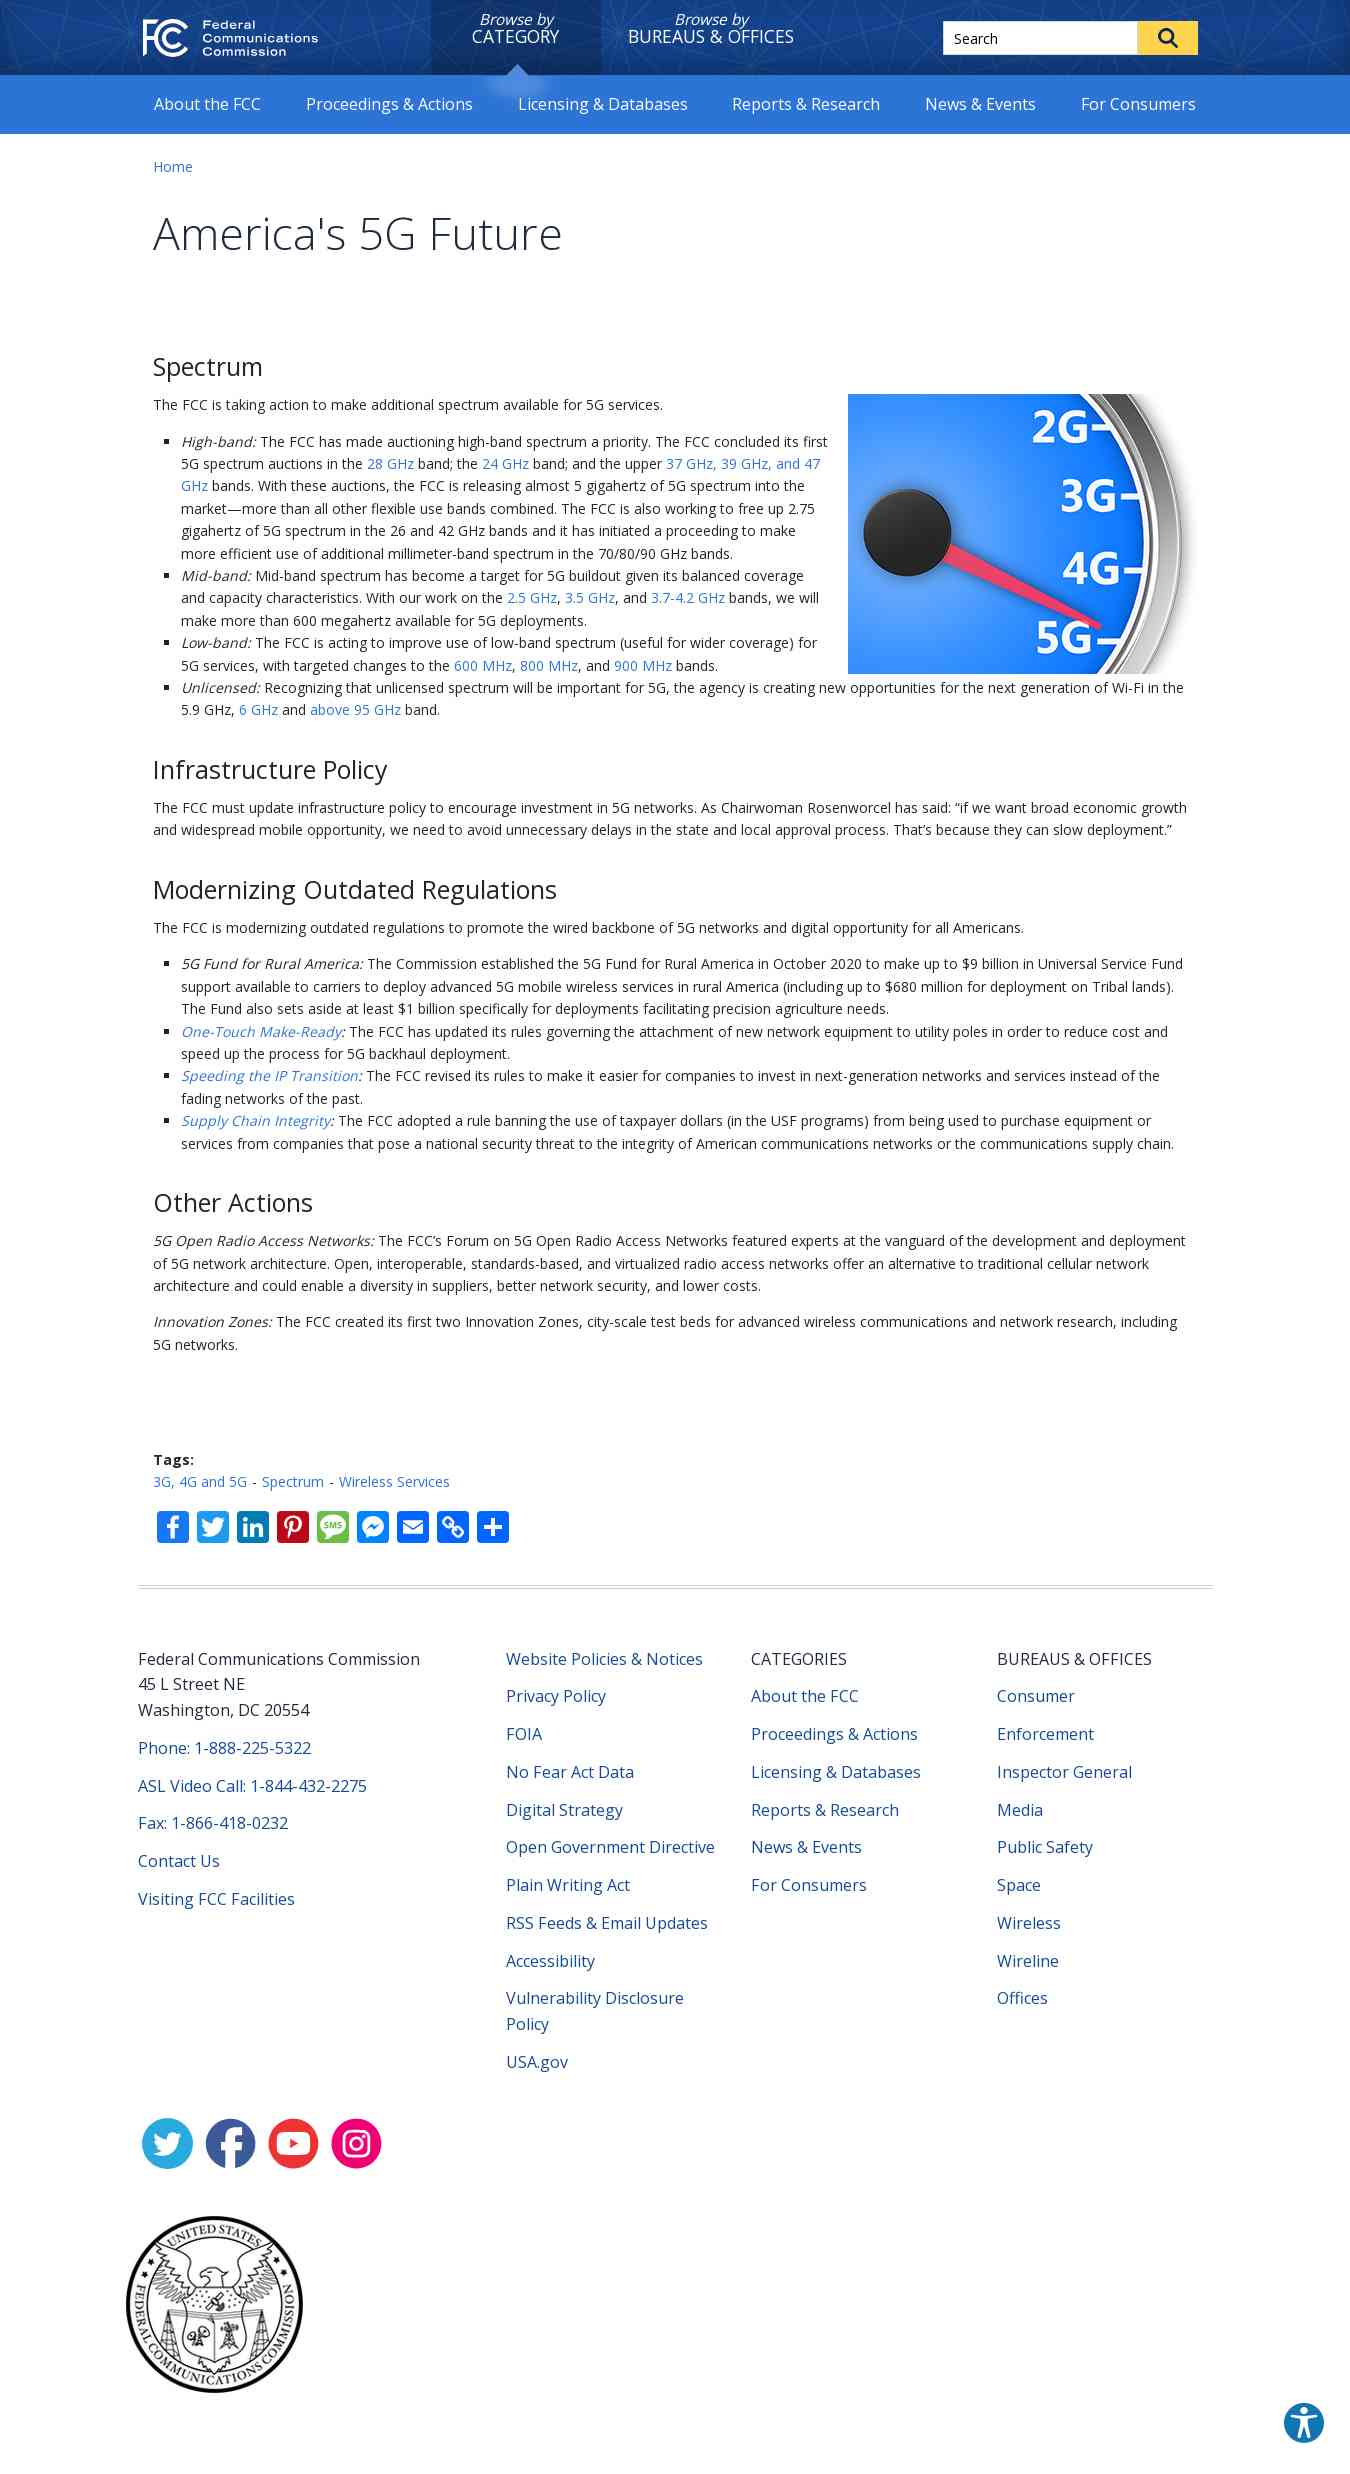 FCC Federal
Communications
Commission
Browse by
CATEGORY
Browse by
BUREAUS & OFFICES
Search
About the FCC
Proceedings & Actions
Licensing & Databases
Reports & Research
News & Events
For Consumers
Home
America's 5G Future
Spectrum
The FCC is taking action to make additional spectrum available for 5G services.
2G
3G
4G
5G
▪ High-band: The FCC has made auctioning high-band spectrum a priority. The FCC concluded its first
5G spectrum auctions in the 28 GHz band; the 24 GHz band; and the upper 37 GHz, 39 GHz, and 47
GHz bands. With these auctions, the FCC is releasing almost 5 gigahertz of 5G spectrum into the
market—more than all other flexible use bands combined. The FCC is also working to free up 2.75
gigahertz of 5G spectrum in the 26 and 42 GHz bands and it has initiated a proceeding to make
more efficient use of additional millimeter-band spectrum in the 70/80/90 GHz bands.
▪ Mid-band: Mid-band spectrum has become a target for 5G buildout given its balanced coverage
and capacity characteristics. With our work on the 2.5 GHz, 3.5 GHz, and 3.7-4.2 GHz bands, we will
make more than 600 megahertz available for 5G deployments.
▪ Low-band: The FCC is acting to improve use of low-band spectrum (useful for wider coverage) for
5G services, with targeted changes to the 600 MHz, 800 MHz, and 900 MHz bands.
▪ Unlicensed: Recognizing that unlicensed spectrum will be important for 5G, the agency is creating new opportunities for the next generation of Wi-Fi in the
5.9 GHz, 6 GHz and above 95 GHz band.
Infrastructure Policy
The FCC must update infrastructure policy to encourage investment in 5G networks. As Chairwoman Rosenworcel has said: “if we want broad economic growth
and widespread mobile opportunity, we need to avoid unnecessary delays in the state and local approval process. That’s because they can slow deployment.”
Modernizing Outdated Regulations
The FCC is modernizing outdated regulations to promote the wired backbone of 5G networks and digital opportunity for all Americans.
▪ 5G Fund for Rural America: The Commission established the 5G Fund for Rural America in October 2020 to make up to $9 billion in Universal Service Fund
support available to carriers to deploy advanced 5G mobile wireless services in rural America (including up to $680 million for deployment on Tribal lands).
The Fund also sets aside at least $1 billion specifically for deployments facilitating precision agriculture needs.
▪ One-Touch Make-Ready: The FCC has updated its rules governing the attachment of new network equipment to utility poles in order to reduce cost and
speed up the process for 5G backhaul deployment.
▪ Speeding the IP Transition: The FCC revised its rules to make it easier for companies to invest in next-generation networks and services instead of the
fading networks of the past.
▪ Supply Chain Integrity: The FCC adopted a rule banning the use of taxpayer dollars (in the USF programs) from being used to purchase equipment or
services from companies that pose a national security threat to the integrity of American communications networks or the communications supply chain.
Other Actions
5G Open Radio Access Networks: The FCC’s Forum on 5G Open Radio Access Networks featured experts at the vanguard of the development and deployment
of 5G network architecture. Open, interoperable, standards-based, and virtualized radio access networks offer an alternative to traditional cellular network
architecture and could enable a diversity in suppliers, better network security, and lower costs.
Innovation Zones: The FCC created its first two Innovation Zones, city-scale test beds for advanced wireless communications and network research, including
5G networks.
Tags:
3G, 4G and 5G - Spectrum - Wireless Services
SMS
Federal Communications Commission
45 L Street NE
Washington, DC 20554
Phone: 1-888-225-5322
ASL Video Call: 1-844-432-2275
Fax: 1-866-418-0232
Contact Us
Visiting FCC Facilities
Website Policies & Notices
Privacy Policy
FOIA
No Fear Act Data
Digital Strategy
Open Government Directive
Plain Writing Act
RSS Feeds & Email Updates
Accessibility
Vulnerability Disclosure
Policy
USA.gov
CATEGORIES
About the FCC
Proceedings & Actions
Licensing & Databases
Reports & Research
News & Events
For Consumers
BUREAUS & OFFICES
Consumer
Enforcement
Inspector General
Media
Public Safety
Space
Wireless
Wireline
Offices
UNITED STATES
FEDERAL COMMUNICATIONS COMMISSION